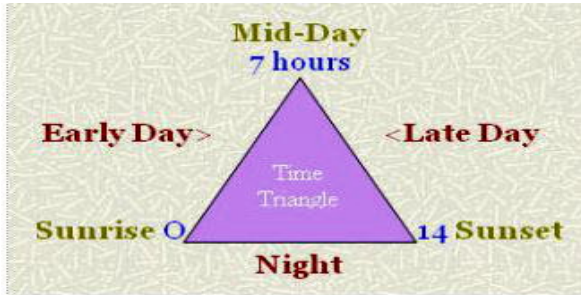 Mid-Day
7 hours
Early Day>
<Late Day
Time
Triangle
Sunrise O
14 Sunset
Night